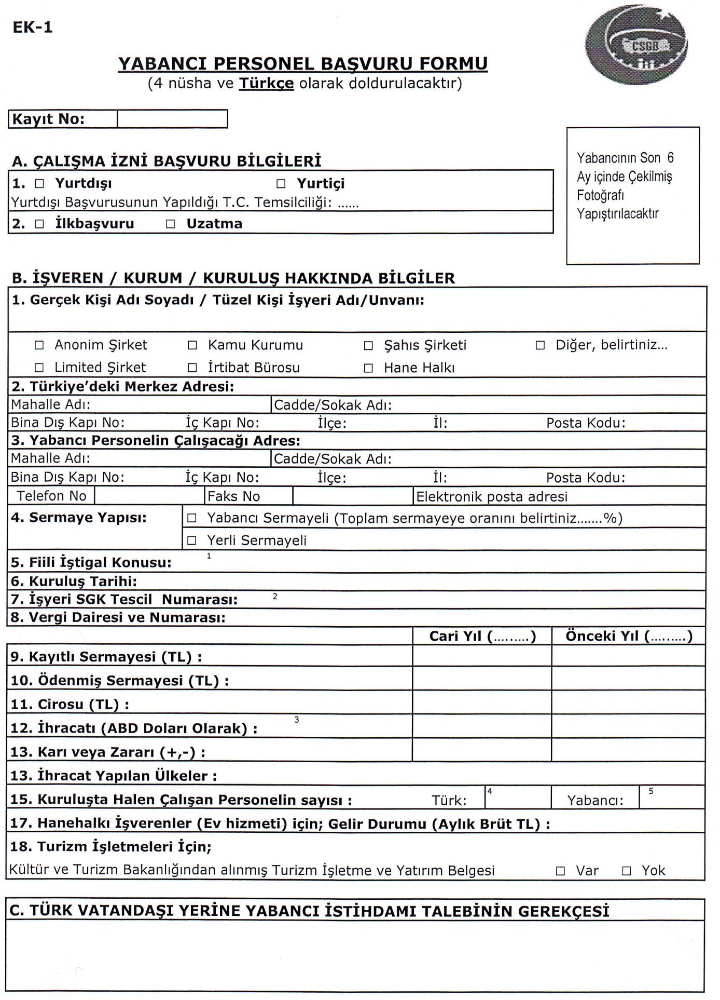 EK-1
CSGB
YABANCI PERSONEL BAŞVURU FORMU
(4 nüsha ve Türkçe olarak doldurulacaktır)
Kayıt No:
Yabancının Son 6
Ay içinde Çekilmiş
Fotoğrafı
Yapıştırılacaktır
A. ÇALIŞMA İZNİ BAŞVURU BİLGİLERİ
1. □ Yurtdışı □ Yurtiçi
Yurtdışı Başvurusunun Yapıldığı T.C. Temsilciliği: ......
2. □ İlkbaşvuru □ Uzatma
B. İŞVEREN / KURUM / KURULUŞ HAKKINDA BİLGİLER
1. Gerçek Kişi Adı Soyadı / Tüzel Kişi İşyeri Adı/Unvanı:
□ Anonim Şirket □ Kamu Kurumu □ Şahıs Şirketi □ Diğer, belirtiniz...
□ Limited Şirket □ İrtibat Bürosu □ Hane Halkı
2. Türkiye’deki Merkez Adresi:
Mahalle Adı: Cadde/Sokak Adı:
Bina Dış Kapı No: İç Kapı No: İlçe: İl: Posta Kodu:
3. Yabancı Personelin Çalışacağı Adres:
Mahalle Adı: Cadde/Sokak Adı:
Bina Dış Kapı No: İç Kapı No: İlçe: İl: Posta Kodu:
Telefon No Faks No Elektronik posta adresi
4. Sermaye Yapısı: □ Yabancı Sermayeli (Toplam sermayeye oranını belirtiniz.......%)
□ Yerli Sermayeli
5. Fiili İştigal Konusu: 1
6. Kuruluş Tarihi:
7. İşyeri SGK Tescil Numarası: 2
8. Vergi Dairesi ve Numarası:
Cari Yıl (.........) Önceki Yıl (.........)
9. Kayıtlı Sermayesi (TL) :
10. Ödenmiş Sermayesi (TL) :
11. Cirosu (TL) :
12. İhracatı (ABD Doları Olarak) : 3
13. Karı veya Zararı (+,-) :
13. İhracat Yapılan Ülkeler :
15. Kuruluşta Halen Çalışan Personelin sayısı : Türk: 4 Yabancı: 5
17. Hanehalkı İşverenler (Ev hizmeti) için; Gelir Durumu (Aylık Brüt TL) :
18. Turizm İşletmeleri İçin;
Kültür ve Turizm Bakanlığından alınmış Turizm İşletme ve Yatırım Belgesi □ Var □ Yok
C. TÜRK VATANDAŞI YERİNE YABANCI İSTİHDAMI TALEBİNİN GEREKÇESİ